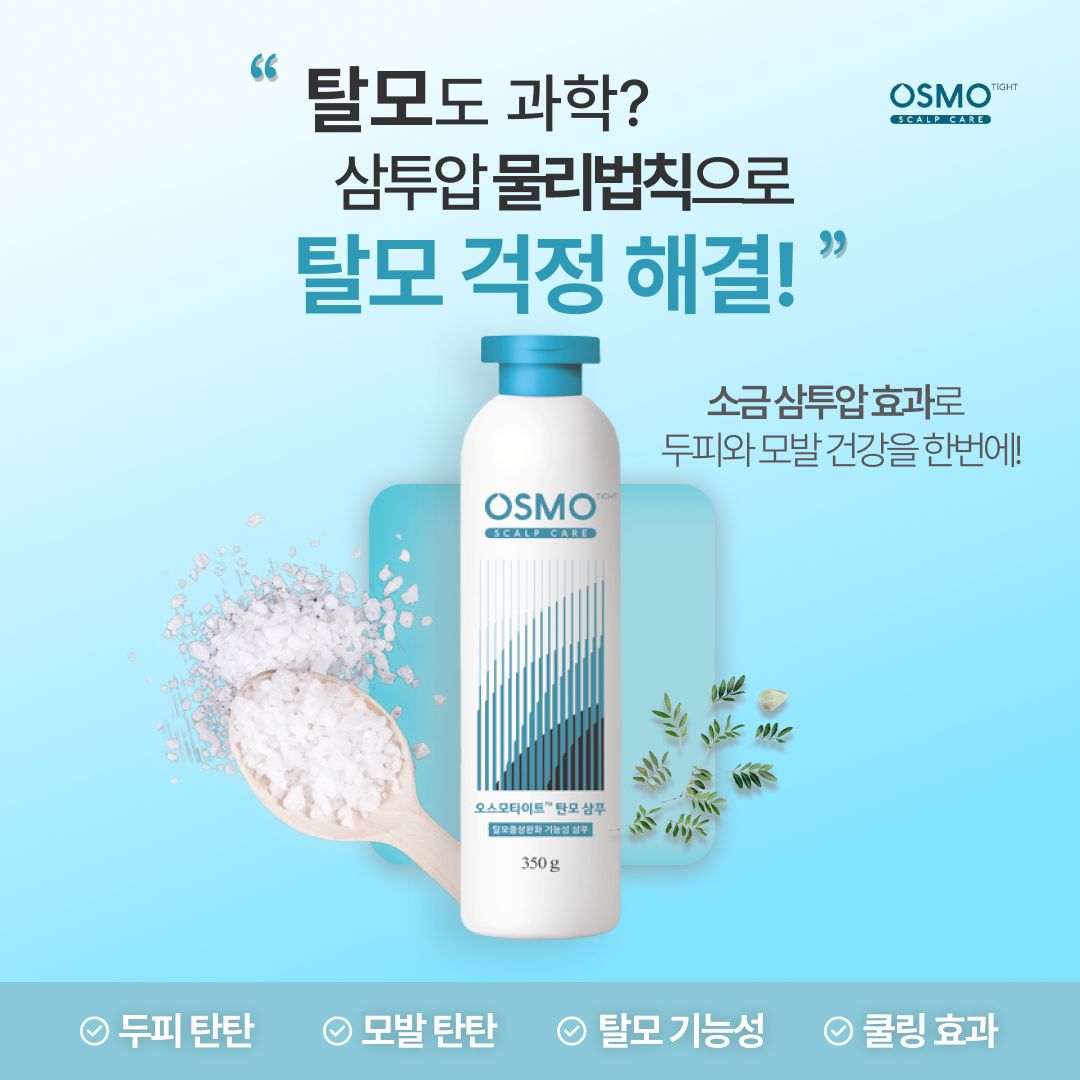 “ 탈모도 과학?
삼투압 물리법칙으로
탈모 걱정 해결! ”
OSMO TIGHT
SCALP CARE
소금 삼투압 효과로
두피와 모발 건강을 한번에!
OSMO TIGHT
SCALP CARE
오스모타이트™ 탄모 샴푸
탈모증상완화 기능성 샴푸
350 g
두피 탄탄
모발 탄탄
탈모 기능성
쿨링 효과